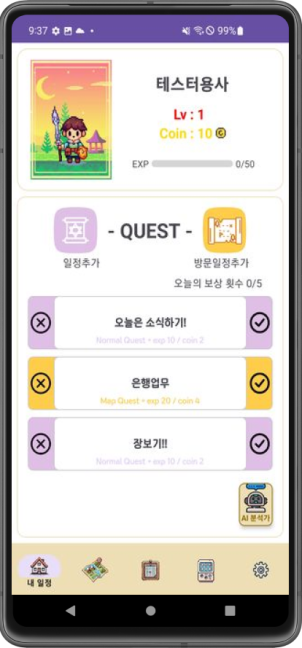 9:37
99%
테스터용사
Lv : 1
Coin : 10
EXP 0/50
- QUEST -
일정추가
방문일정추가
오늘의 보상 횟수 0/5
오늘은 소식하기!
Normal Quest • exp 10 / coin 2
은행업무
Map Quest • exp 20 / coin 4
장보기!!
Normal Quest • exp 10 / coin 2
AI 분석가
내 일정